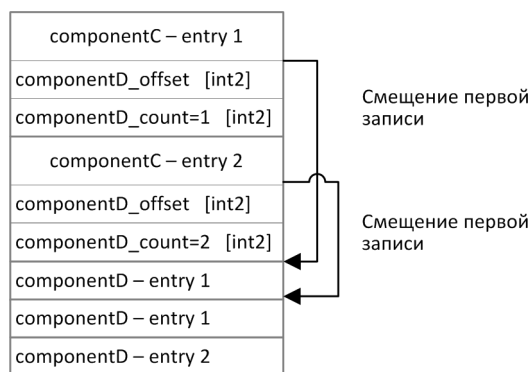 componentC – entry 1
componentD_offset [int2]
componentD_count=1 [int2]
componentC – entry 2
componentD_offset [int2]
componentD_count=2 [int2]
componentD – entry 1
componentD – entry 1
componentD – entry 2
Смещение первой
записи
Смещение первой
записи